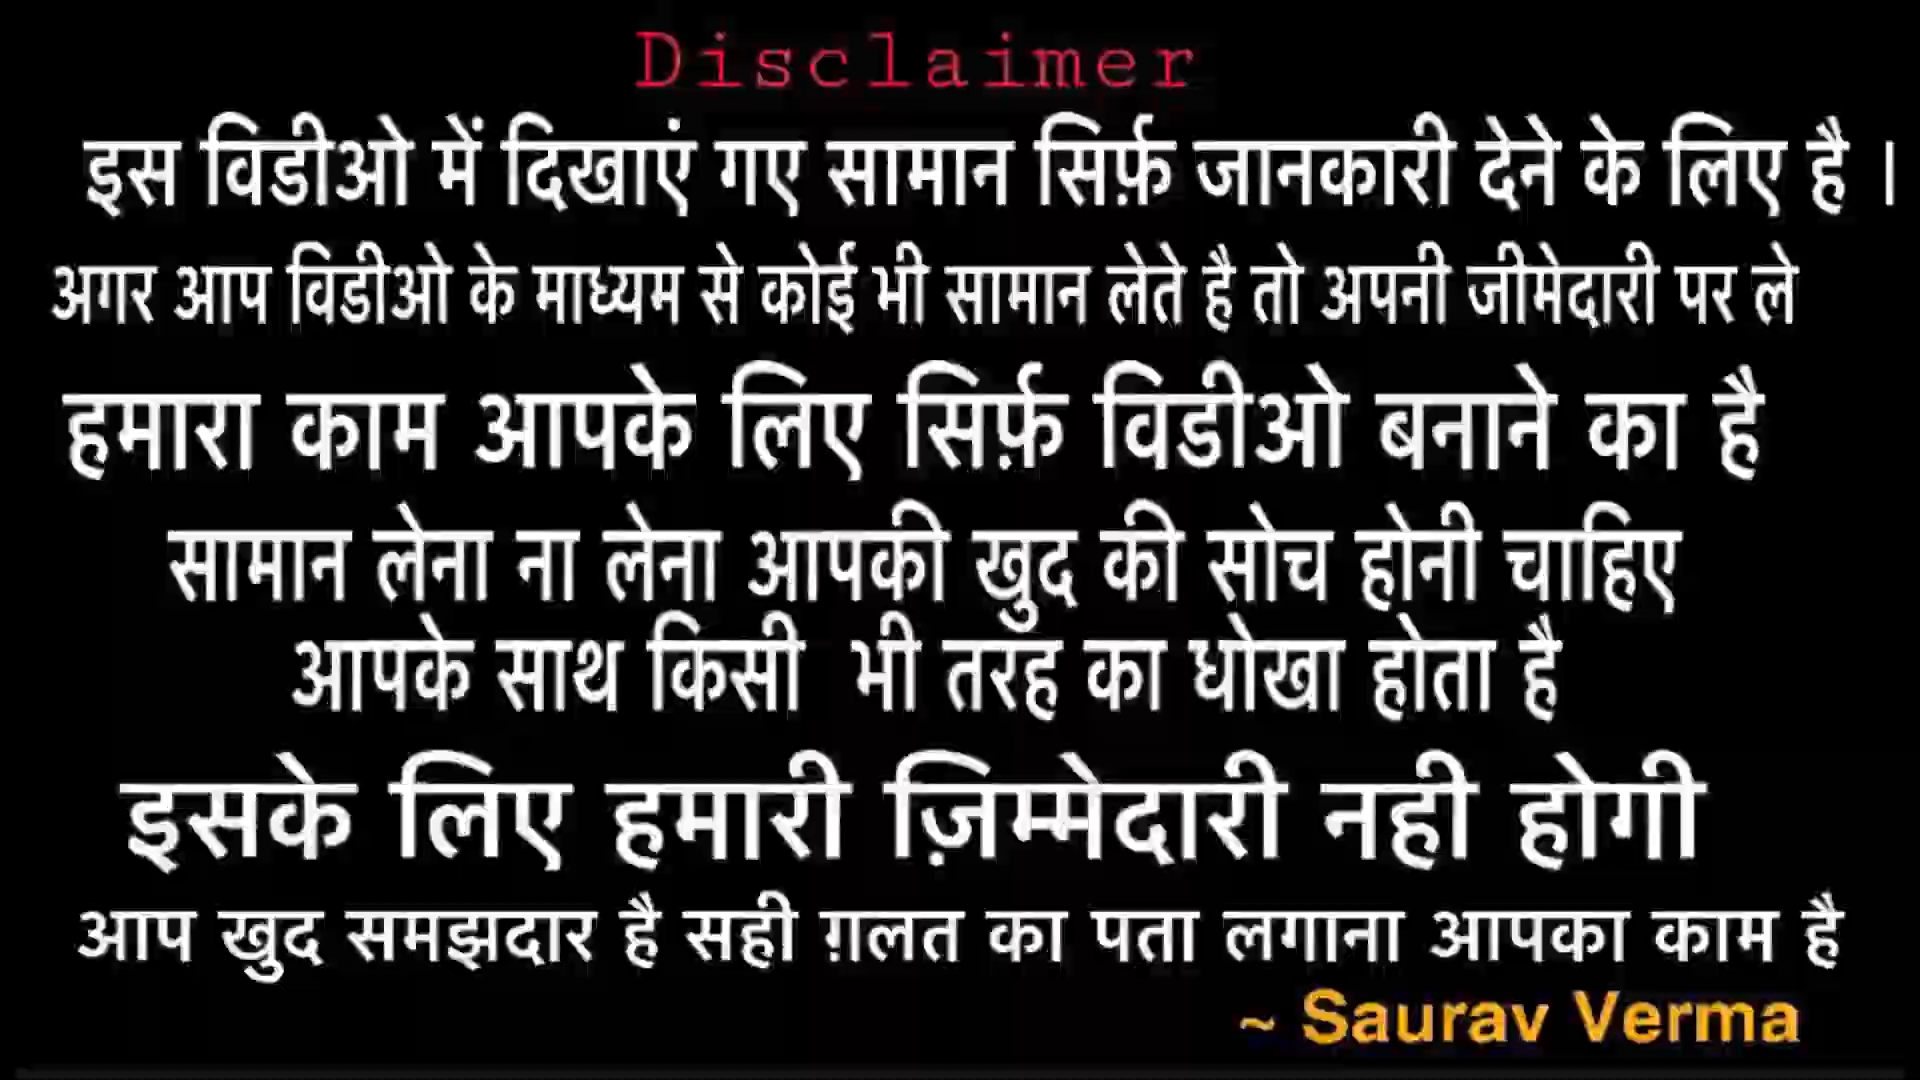 Disclaimer
इस विडीओ में दिखाएं गए सामान सिर्फ़ जानकारी देने के लिए है ।
अगर आप विडीओ के माध्यम से कोई भी सामान लेते है तो अपनी जीमेदारी पर ले
हमारा काम आपके लिए सिर्फ़ विडीओ बनाने का है
सामान लेना ना लेना आपकी खुद की सोच होनी चाहिए
आपके साथ किसी भी तरह का धोखा होता है
इसके लिए हमारी ज़िम्मेदारी नही होगी
आप खुद समझदार है सही ग़लत का पता लगाना आपका काम है
~ Saurav Verma